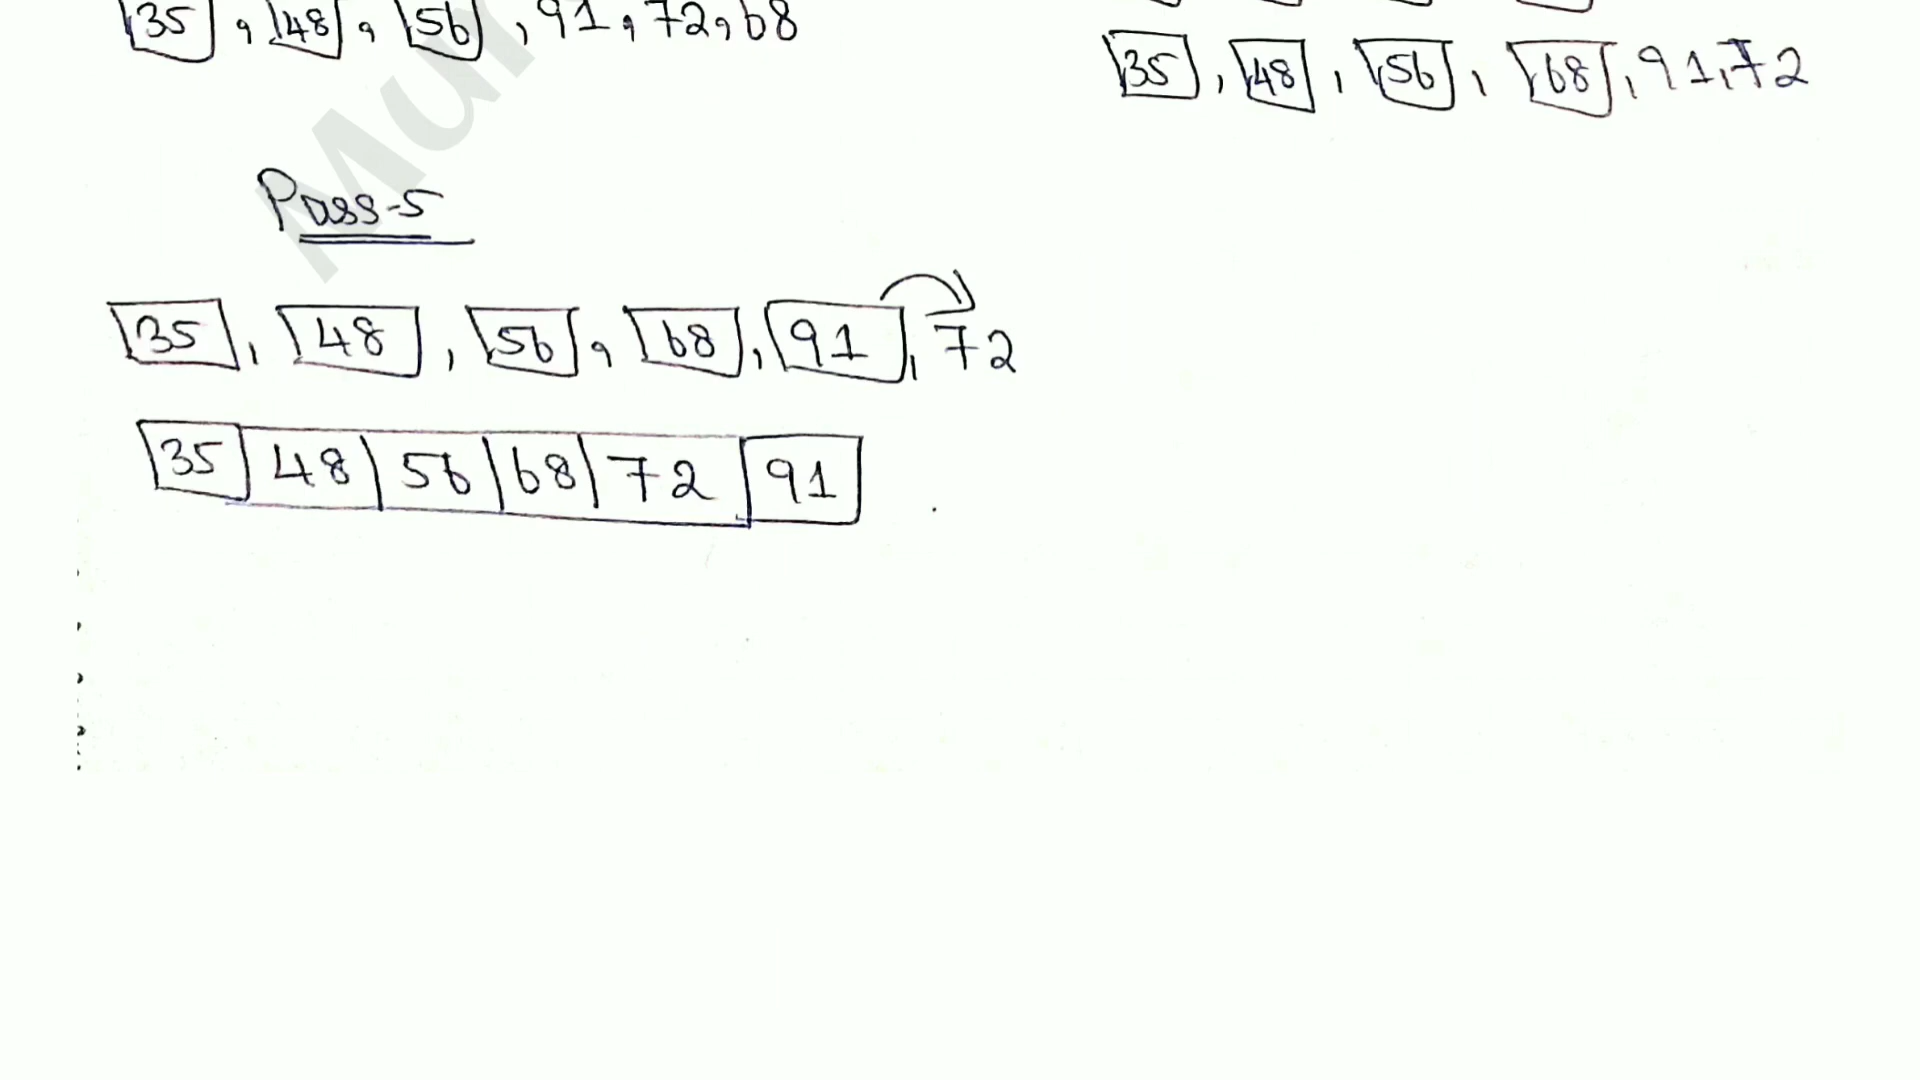 35, 48, 56, 91, 72, 68
35, 48, 56, 68, 91, 72
Pass-5
35, 48, 56, 68, 91, 72
35 48 56 68 72 91